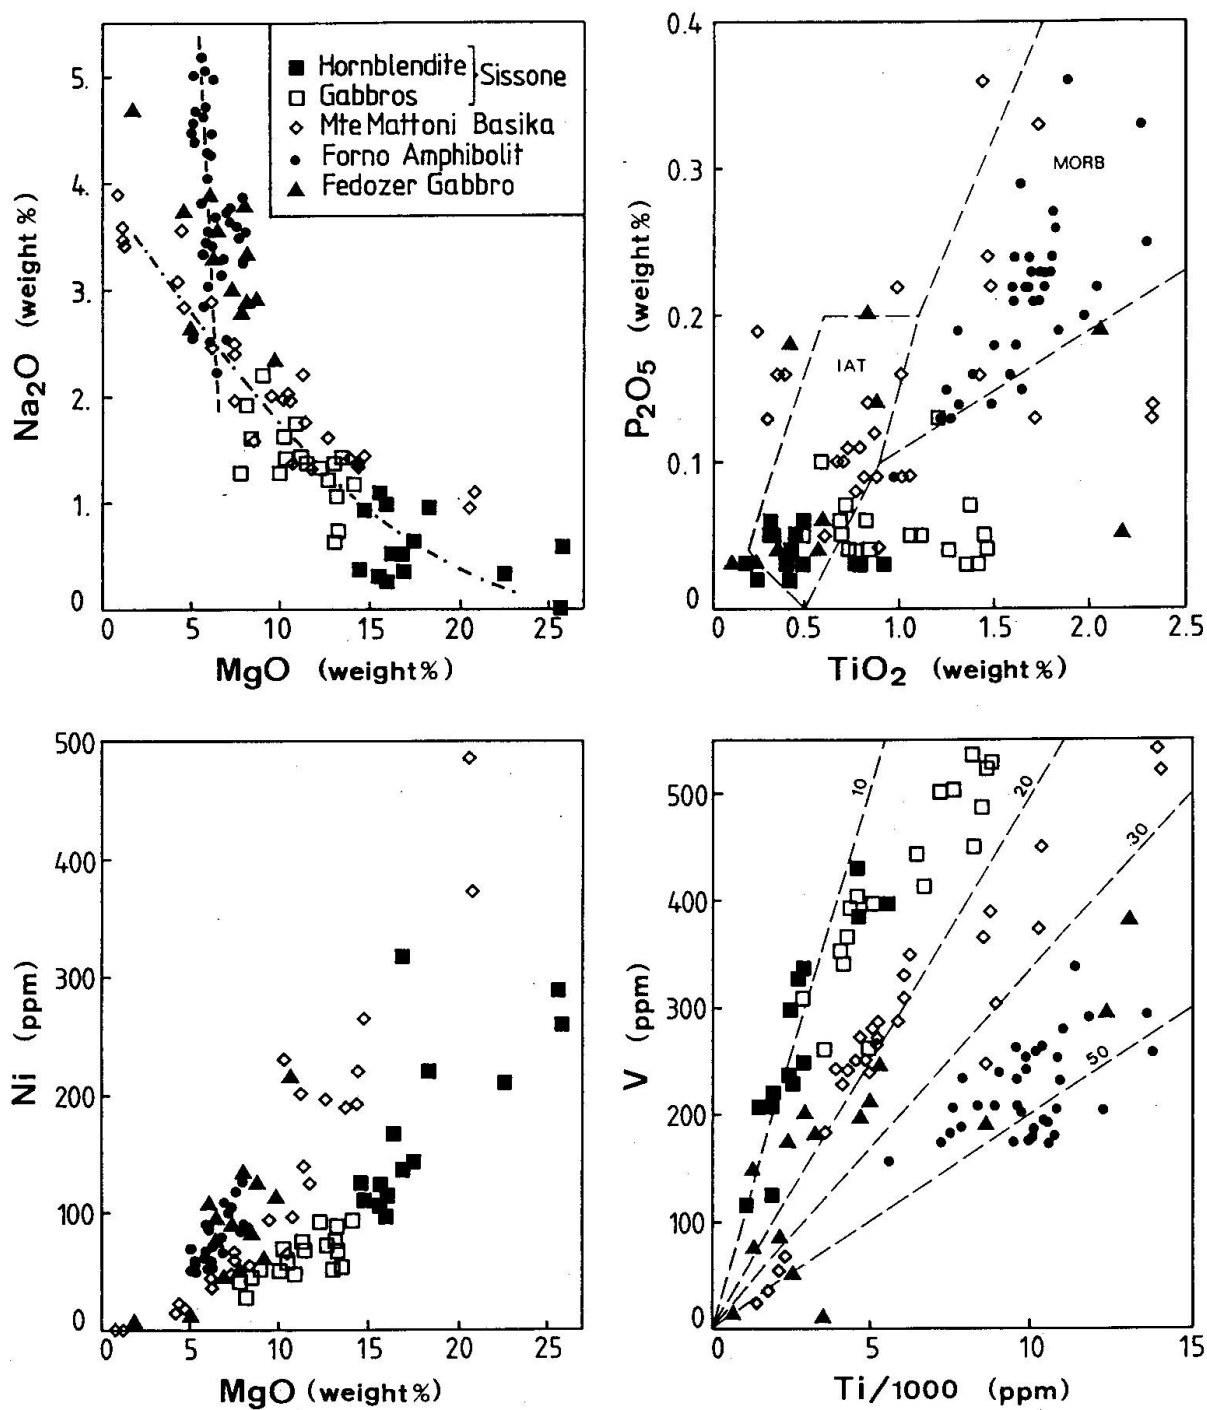 Hornblendite
Gabbros
Sissone
Mte Mattoni Basika
Forno Amphibolit
Fedozer Gabbro
Na2O (weight %)
5.
4.
3.
2.
1.
0
0 5 10 15 20 25
MgO (weight%)
P2O5 (weight%)
0.4
0.3
0.2
0.1
0
MORB
IAT
0 0.5 1.0 1.5 2.0 2.5
TiO2 (weight %)
Ni (ppm)
500
400
300
200
100
0
5 10 15 20 25
MgO (weight%)
V (ppm)
500
400
300
200
100
0
10
20
30
50
0 5 10 15
Ti/1000 (ppm)